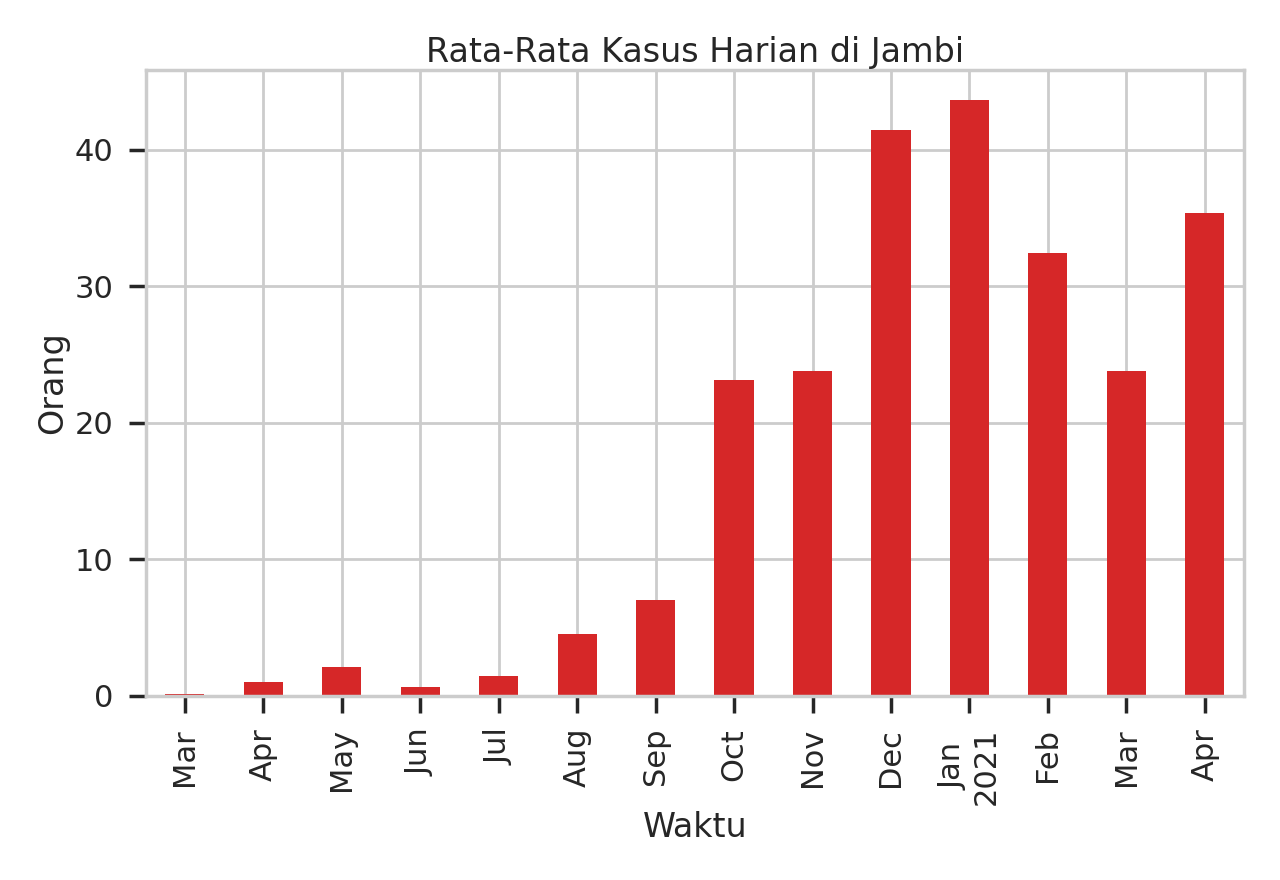 Rata-Rata Kasus Harian di Jambi
Orang
40
30
20
10
0
Mar
Apr
May
Jun
Jul
Aug
Sep
Oct
Nov
Dec
Jan
2021
Feb
Mar
Apr
Waktu